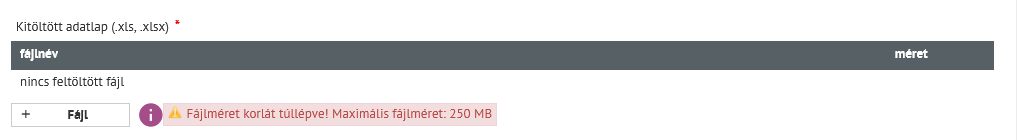 Kitöltött adatlap (.xls, .xlsx) *
fájlnév méret
nincs feltöltött fájl
+ Fájl i Fájlméret korlát túllépve! Maximális fájlméret: 250 MB